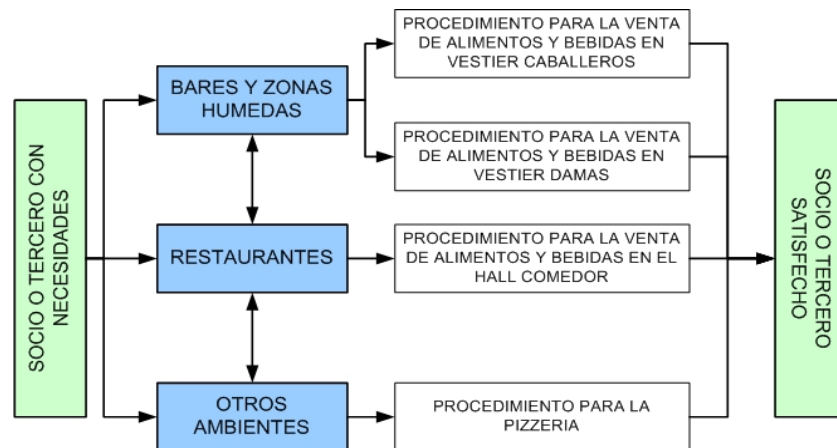 SOCIO O TERCERO CON
NECESIDADES
BARES Y ZONAS
HUMEDAS
RESTAURANTES
OTROS
AMBIENTES
PROCEDIMIENTO PARA LA VENTA
DE ALIMENTOS Y BEBIDAS EN
VESTIER CABALLEROS
PROCEDIMIENTO PARA LA VENTA
DE ALIMENTOS Y BEBIDAS EN
VESTIER DAMAS
PROCEDIMIENTO PARA LA VENTA
DE ALIMENTOS Y BEBIDAS EN EL
HALL COMEDOR
PROCEDIMIENTO PARA LA
PIZZERIA
SOCIO O TERCERO
SATISFECHO